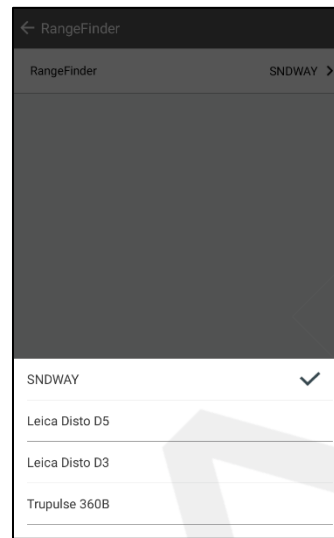 RangeFinder
RangeFinder SNDWAY
SNDWAY
Leica Disto D5
Leica Disto D3
Trupulse 360B